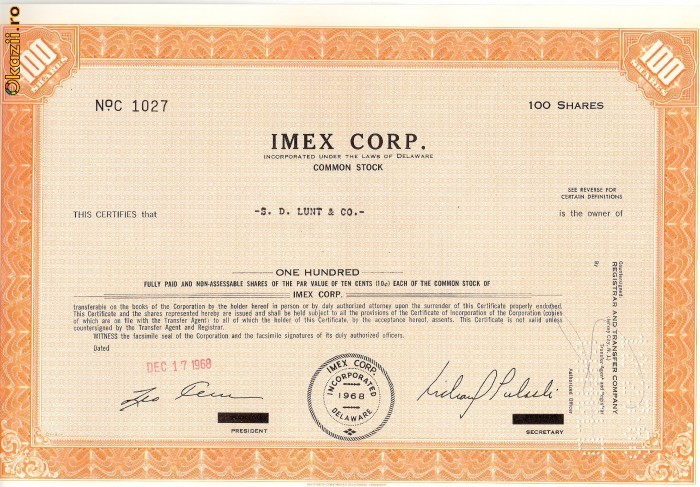 Okazii.ro
100
SHARES
100
SHARES
NºC 1027
100 SHARES
IMEX CORP.
INCORPORATED UNDER THE LAWS OF DELAWARE
COMMON STOCK
SEE REVERSE FOR
CERTAIN DEFINITIONS
THIS CERTIFIES that
-S. D. LUNT & CO.-
is the owner of
ONE HUNDRED
FULLY PAID AND NON-ASSESSABLE SHARES OF THE PAR VALUE OF TEN CENTS (10¢) EACH OF THE COMMON STOCK OF
IMEX CORP.
transferable on the books of the Corporation by the holder hereof in person or by duly authorized attorney upon the surrender of this Certificate properly endorsed.
This Certificate and the shares represented hereby are issued and shall be held subject to all the provisions of the Certificate of Incorporation of the Corporation (copies
of which are on file with the Transfer Agent) to all of which the holder of this Certificate, by the acceptance hereof, assents. This Certificate is not valid unless
countersigned by the Transfer Agent and Registrar.
WITNESS the facsimile seal of the Corporation and the facsimile signatures of its duly authorized officers.
Dated
DEC 17 1968
IMEX CORP.
INCORPORATED
1968
DELAWARE
PRESIDENT
SECRETARY
Countersigned:
REGISTRAR AND TRANSFER COMPANY
(Jersey City, N.J.)
Transfer Agent and Registrar
By
Authorized Officer